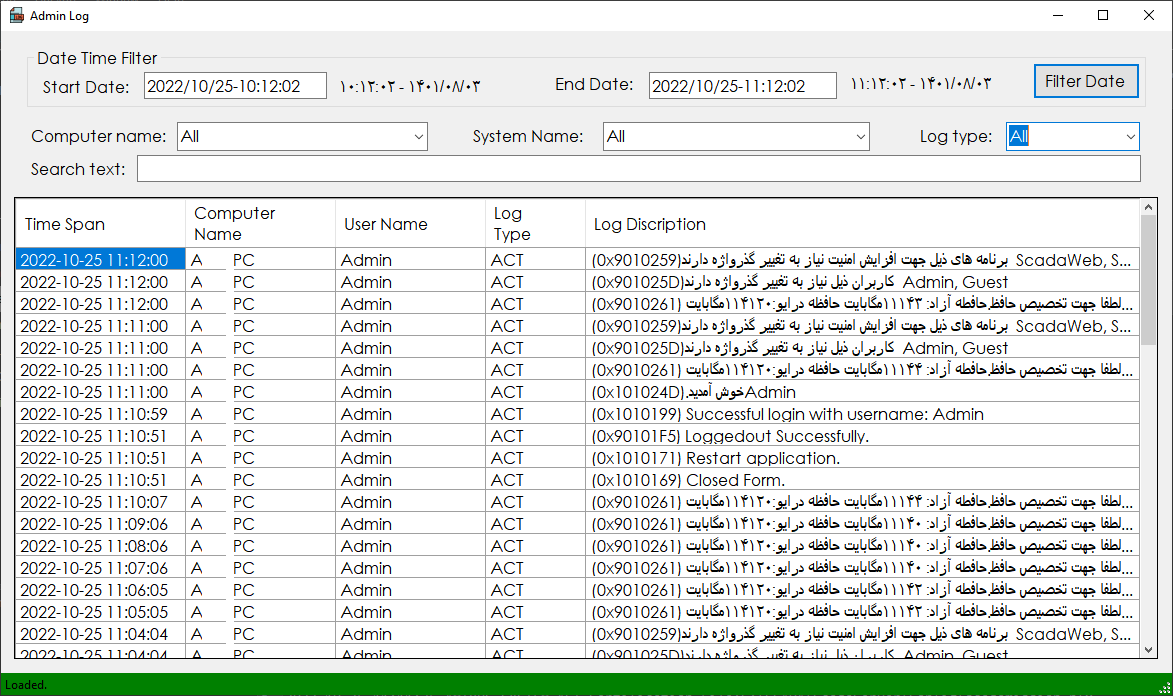 Admin Log
Date Time Filter
Start Date: 2022/10/25-10:12:02 ۱۰:۱۲:۰۲ - ۱۴۰۱/۰۸/۰۳ End Date: 2022/10/25-11:12:02 ۱۱:۱۲:۰۲ - ۱۴۰۱/۰۸/۰۳ Filter Date
Computer name: All System Name: All Log type: All
Search text:
Time Span Computer Name User Name Log Type Log Discription
2022-10-25 11:12:00 A PC Admin ACT (0x9010259)برنامه های ذیل جهت افزایش امنیت نیاز به تغییر گذرواژه دارند ScadaWeb, S...
2022-10-25 11:12:00 A PC Admin ACT (0x901025D)کاربران ذیل نیاز به تغییر گذرواژه دارند Admin, Guest
2022-10-25 11:12:00 A PC Admin ACT (0x9010261) لطفا جهت تخصیص حافظ.حافظه آزاد: ۱۱۱۴۳مگابایت حافظه درایو:۱۱۴۱۲۰مگابایت...
2022-10-25 11:11:00 A PC Admin ACT (0x9010259)برنامه های ذیل جهت افزایش امنیت نیاز به تغییر گذرواژه دارند ScadaWeb, S...
2022-10-25 11:11:00 A PC Admin ACT (0x901025D)کاربران ذیل نیاز به تغییر گذرواژه دارند Admin, Guest
2022-10-25 11:11:00 A PC Admin ACT (0x9010261) لطفا جهت تخصیص حافظ.حافظه آزاد: ۱۱۱۴۴مگابایت حافظه درایو:۱۱۴۱۲۰مگابایت...
2022-10-25 11:11:00 A PC Admin ACT (0x101024D).خوش آمدیدAdmin
2022-10-25 11:10:59 A PC Admin ACT (0x1010199) Successful login with username: Admin
2022-10-25 11:10:51 A PC Admin ACT (0x90101F5) Loggedout Successfully.
2022-10-25 11:10:51 A PC Admin ACT (0x1010171) Restart application.
2022-10-25 11:10:51 A PC Admin ACT (0x1010169) Closed Form.
2022-10-25 11:10:07 A PC Admin ACT (0x9010261) لطفا جهت تخصیص حافظ.حافظه آزاد: ۱۱۱۴۴مگابایت حافظه درایو:۱۱۴۱۲۰مگابایت...
2022-10-25 11:09:06 A PC Admin ACT (0x9010261) لطفا جهت تخصیص حافظ.حافظه آزاد: ۱۱۱۴۰مگابایت حافظه درایو:۱۱۴۱۲۰مگابایت...
2022-10-25 11:08:06 A PC Admin ACT (0x9010261) لطفا جهت تخصیص حافظ.حافظه آزاد: ۱۱۱۴۰مگابایت حافظه درایو:۱۱۴۱۲۰مگابایت...
2022-10-25 11:07:06 A PC Admin ACT (0x9010261) لطفا جهت تخصیص حافظ.حافظه آزاد: ۱۱۱۴۰مگابایت حافظه درایو:۱۱۴۱۲۰مگابایت...
2022-10-25 11:06:05 A PC Admin ACT (0x9010261) لطفا جهت تخصیص حافظ.حافظه آزاد: ۱۱۱۴۲مگابایت حافظه درایو:۱۱۴۱۲۰مگابایت...
2022-10-25 11:05:05 A PC Admin ACT (0x9010261) لطفا جهت تخصیص حافظ.حافظه آزاد: ۱۱۱۴۲مگابایت حافظه درایو:۱۱۴۱۲۰مگابایت...
2022-10-25 11:04:04 A PC Admin ACT (0x9010259)برنامه های ذیل جهت افزایش امنیت نیاز به تغییر گذرواژه دارند ScadaWeb, S...
2022-10-25 11:04:04 A PC Admin ACT (0x901025D)کاربران ذیل نیاز به تغییر گذرواژه دارند Admin, Guest
Loaded.